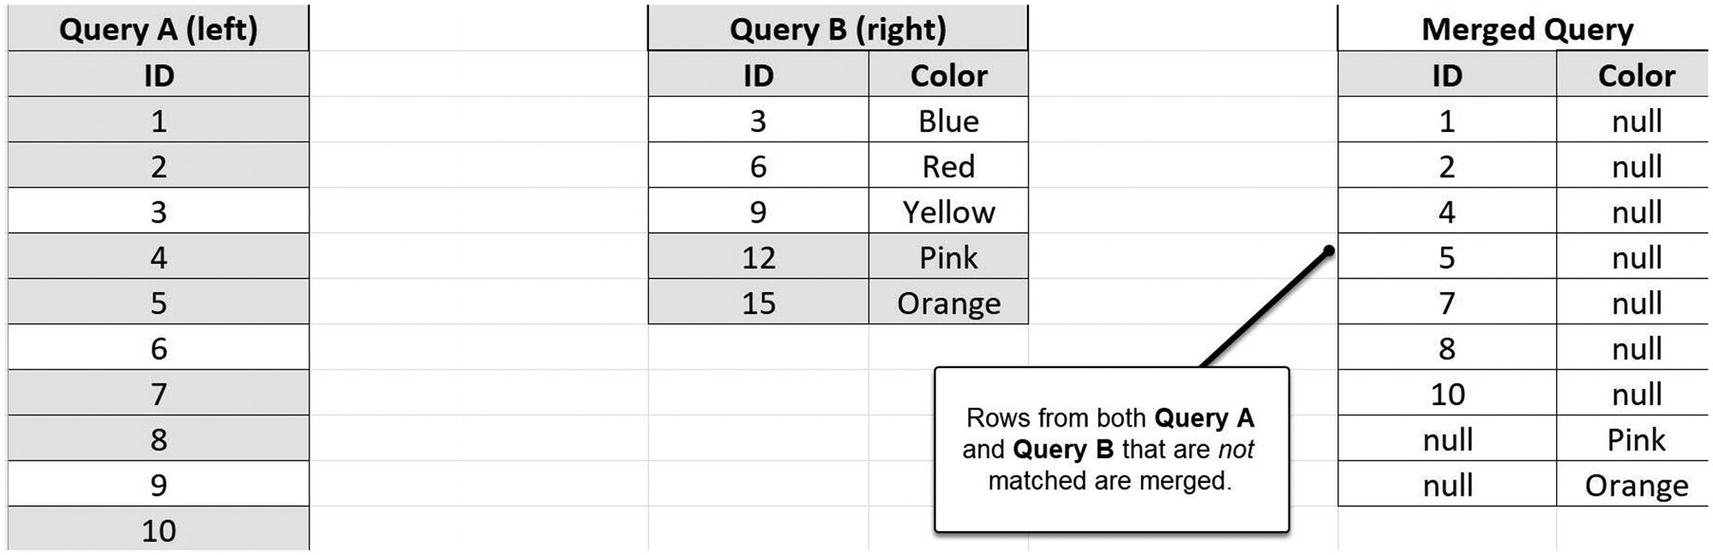 Query A (left) Query B (right) Merged Query
ID ID Color ID Color
1 3 Blue 1 null
2 6 Red 2 null
3 9 Yellow 4 null
4 12 Pink 5 null
5 15 Orange 7 null
6 8 null
7 10 null
8 null Pink
9 null Orange
10
Rows from both Query A
and Query B that are not
matched are merged.